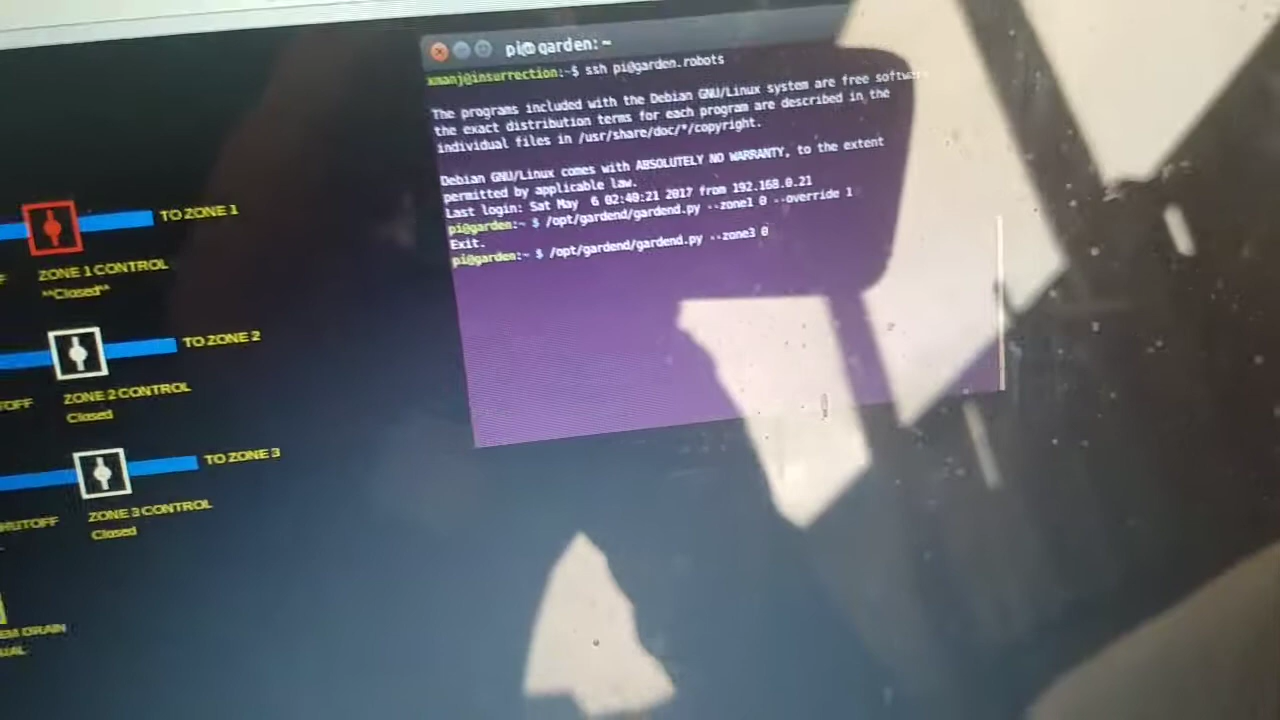 pi@garden: ~
xmanj@insurrection:~$ ssh pi@garden.robots
The programs included with the Debian GNU/Linux system are free software
the exact distribution terms for each program are described in the
individual files in /usr/share/doc/*/copyright.
Debian GNU/Linux comes with ABSOLUTELY NO WARRANTY, to the extent
permitted by applicable law.
Last login: Sat May  6 02:40:21 2017 from 192.168.0.21
pi@garden:~ $ /opt/gardend/gardend.py --zone1 0 --override 1
Exit.
pi@garden:~ $ /opt/gardend/gardend.py --zone3 0
TO ZONE 1
ZONE 1 CONTROL
**Closed**
TO ZONE 2
ZONE 2 CONTROL
Closed
TO ZONE 3
ZONE 3 CONTROL
Closed
DRAIN